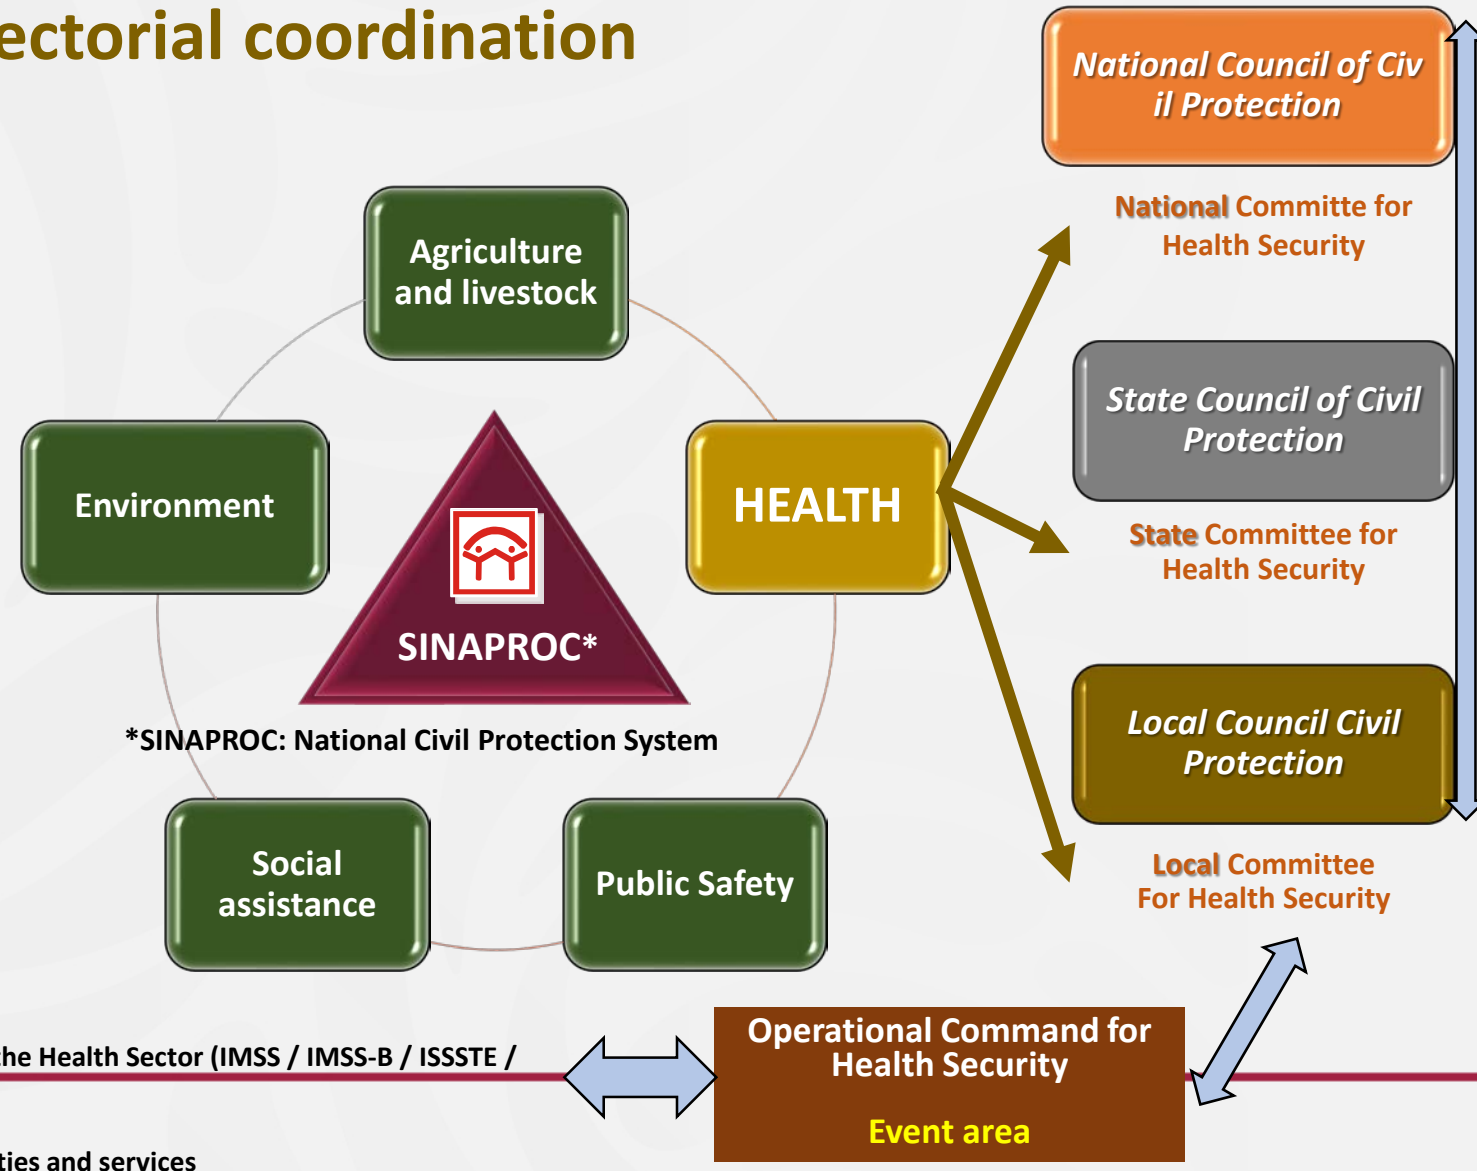 ectorial coordination
National Council of Civ
il Protection
National Committe for
Health Security
Agriculture
and livestock
State Council of Civil
Protection
Environment
HEALTH
State Committee for
Health Security
SINAPROC*
*SINAPROC: National Civil Protection System
Local Council Civil
Protection
Social
assistance
Public Safety
Local Committee
For Health Security
the Health Sector (IMSS / IMSS-B / ISSSTE /
Operational Command for
Health Security
Event area
ties and services